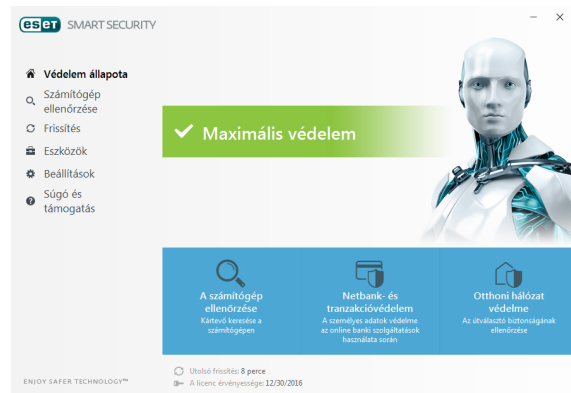 eset SMART SECURITY
Védelem állapota
Számítógép
ellenőrzése
Frissítés
Eszközök
Beállítások
Súgó és
támogatás
Maximális védelem
A számítógép
ellenőrzése
Kártevő keresése a
számítógépen
Netbank- és
tranzakcióvédelem
A személyes adatok védelme
az online banki szolgáltatások
használata során
Otthoni hálózat
védelme
Az útválasztó biztonságának
ellenőrzése
Utolsó frissítés: 8 perce
A licenc érvényessége: 12/30/2016
ENJOY SAFER TECHNOLOGY™